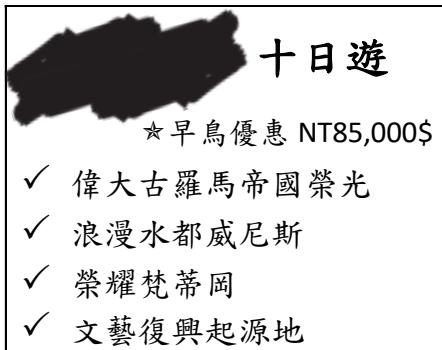 十日遊
☆早鳥優惠 NT85,000$
✓ 偉大古羅馬帝國榮光
✓ 浪漫水都威尼斯
✓ 榮耀梵蒂岡
✓ 文藝復興起源地